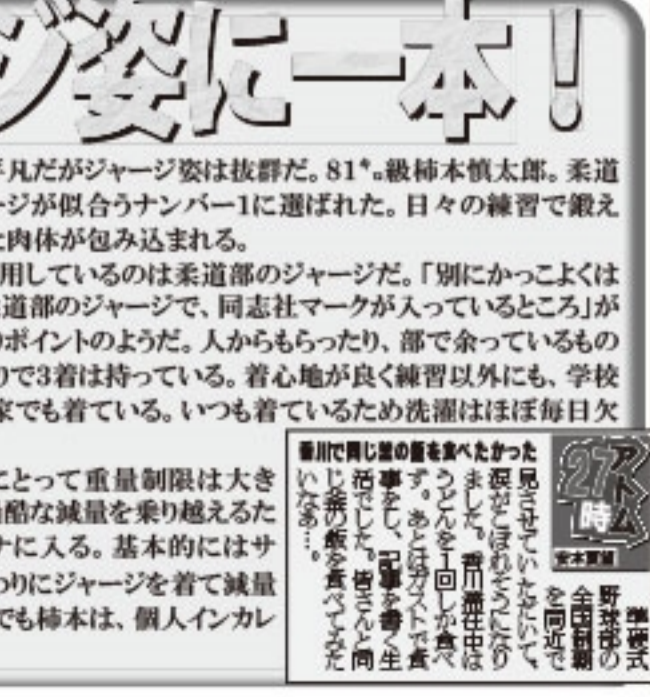 ジ姿に一本！
平凡だがジャージ姿は抜群だ。81㌔級柿本慎太郎。柔道
ージが似合うナンバー1に選ばれた。日々の練習で鍛え
た肉体が包み込まれる。
用しているのは柔道部のジャージだ。「別にかっこよくは
道部のジャージで、同志社マークが入っているところ」が
ポイントのようだ。人からもらったり、部で余っているもの
りで3着は持っている。着心地が良く練習以外にも、学校
家でも着ている。いつも着ているため洗濯はほぼ毎日欠
にとって重量制限は大き
酷な減量を乗り越えるた
ナに入る。基本的にはサ
わりにジャージを着て減量
でも柿本は、個人インカレ
香川で同じ釜の飯を食べたかった
アトム
27時
準硬式
野球部の
全国制覇
を間近で
見させていただいて、
涙がこぼれそうになり
ました。香川滞在中は
うどんを1回しか食べ
ず。あとはガストで食
事をし、記事を書く生
活でした。皆さんと同
じ釜の飯を食べてみた
いなあ…。